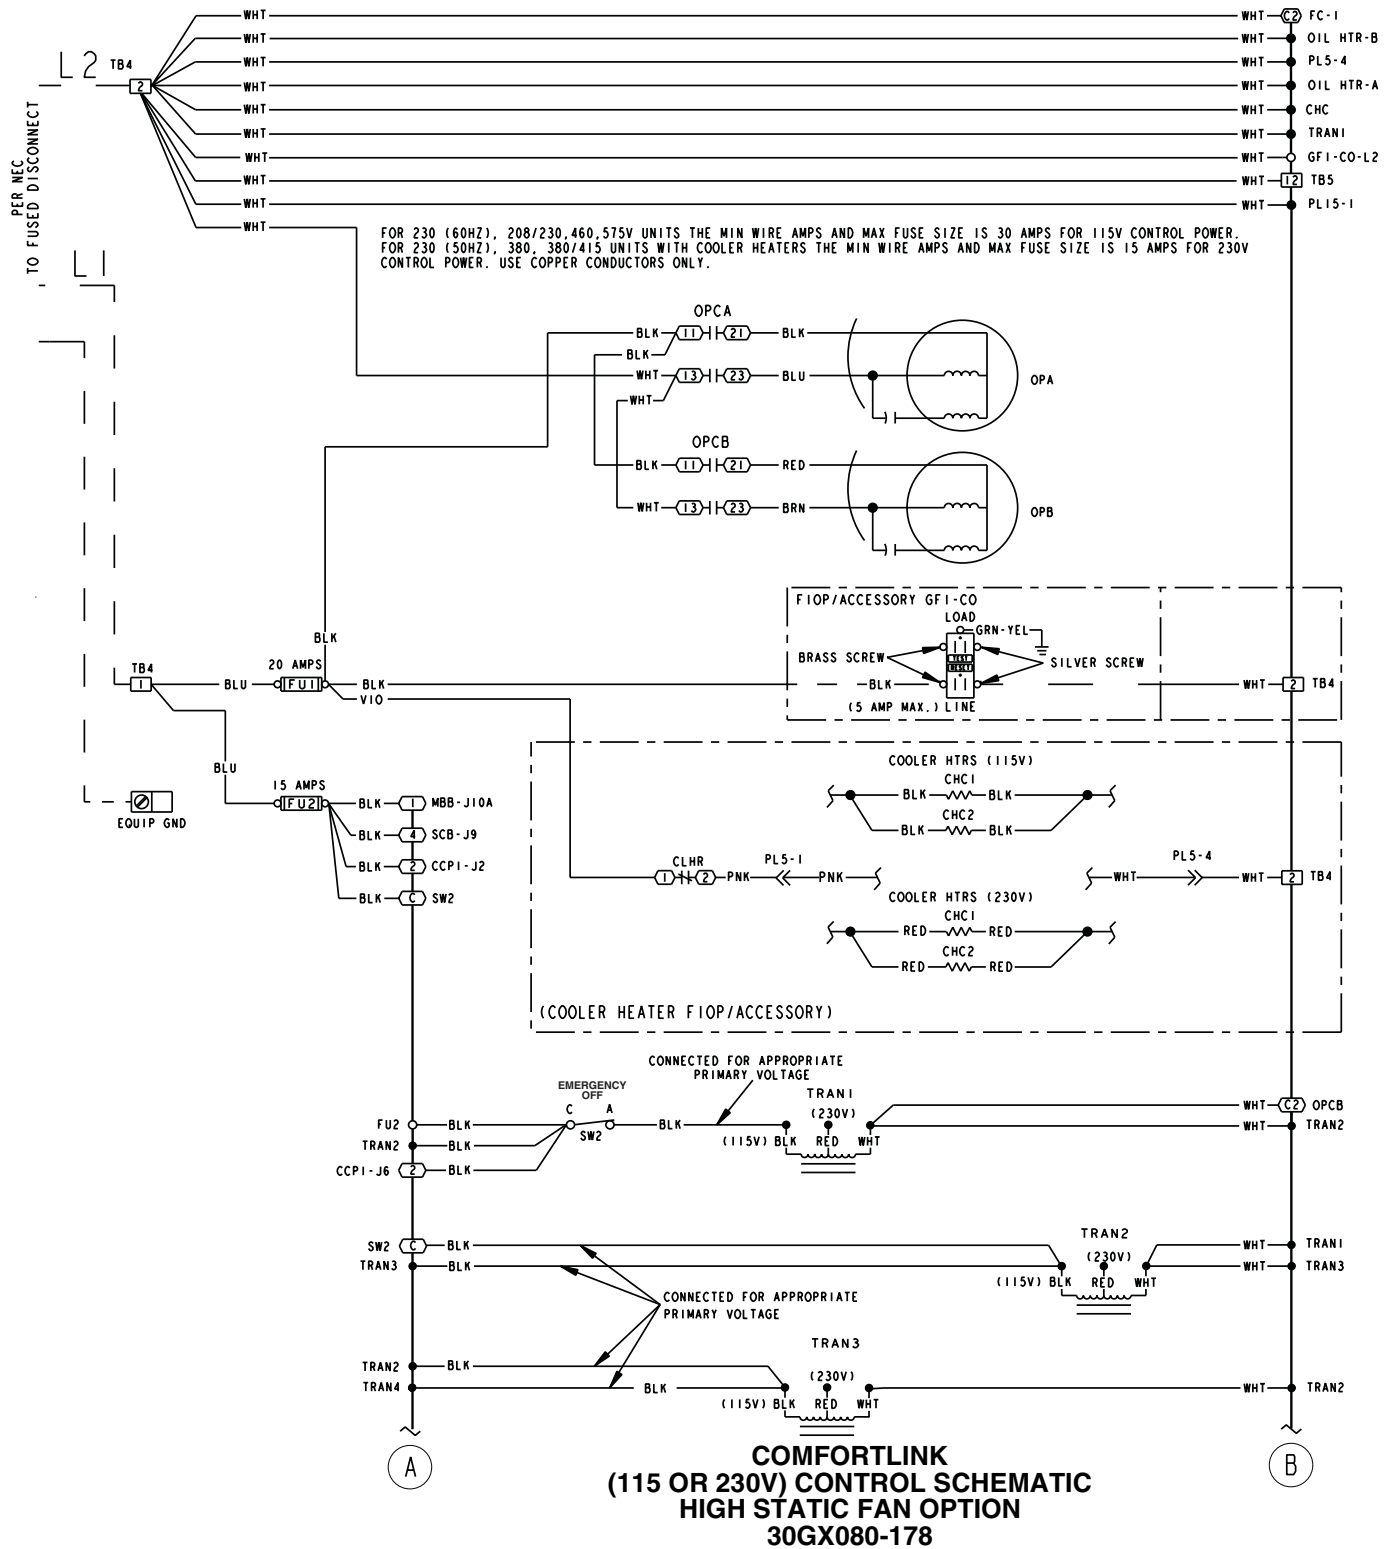 WHT WHT C2 FC-1
WHT WHT OIL HTR-B
L2 TB4 WHT WHT PL5-4
2 WHT WHT OIL HTR-A
WHT WHT CHC
WHT WHT TRAN1
WHT WHT GFI-CO-L2
WHT WHT 12 TB5
WHT WHT PL15-1
WHT
PER NEC
TO FUSED DISCONNECT
FOR 230 (60HZ), 208/230,460,575V UNITS THE MIN WIRE AMPS AND MAX FUSE SIZE IS 30 AMPS FOR 115V CONTROL POWER.
FOR 230 (50HZ), 380, 380/415 UNITS WITH COOLER HEATERS THE MIN WIRE AMPS AND MAX FUSE SIZE IS 15 AMPS FOR 230V
CONTROL POWER. USE COPPER CONDUCTORS ONLY.
L1
OPCA
BLK 11 21 BLK
BLK
WHT 13 23 BLU OPA
WHT
OPCB
BLK 11 21 RED
WHT 13 23 BRN OPB
FIOP/ACCESSORY GFI-CO
LOAD
GRN-YEL
BLK
BRASS SCREW TEST SILVER SCREW
RESET
TB4 20 AMPS
1 BLU FU1 BLK BLK WHT 2 TB4
VIO
(5 AMP MAX.) LINE
COOLER HTRS (115V)
BLU CHC1
15 AMPS BLK BLK
FU2 BLK 1 MBB-J10A
CHC2
EQUIP GND
BLK BLK
BLK 4 SCB-J9
CLHR PL5-1 PL5-4
BLK 2 CCP1-J2
1 2 PNK PNK WHT WHT 2 TB4
BLK C SW2
COOLER HTRS (230V)
CHC1
RED RED
CHC2
RED RED
(COOLER HEATER FIOP/ACCESSORY)
CONNECTED FOR APPROPRIATE
PRIMARY VOLTAGE
EMERGENCY
OFF
TRAN1
C A (230V) WHT C2 OPCB
FU2 BLK SW2 BLK WHT TRAN2
TRAN2 BLK (115V) BLK RED WHT
CCP1-J6 2 BLK
TRAN2
SW2 C BLK WHT TRAN1
(230V)
TRAN3 BLK WHT TRAN3
(115V) BLK RED WHT
CONNECTED FOR APPROPRIATE
PRIMARY VOLTAGE
TRAN3
TRAN2 BLK
(230V)
TRAN4 BLK WHT TRAN2
(115V) BLK RED WHT
A B
COMFORTLINK
(115 OR 230V) CONTROL SCHEMATIC
HIGH STATIC FAN OPTION
30GX080-178